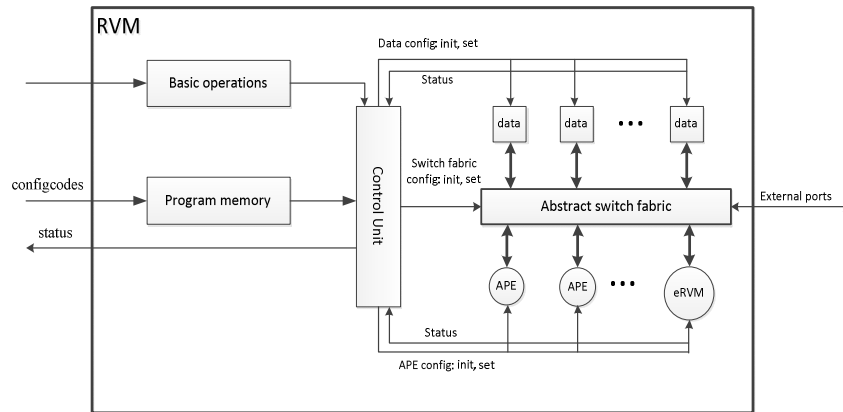 RVM
Data config: init, set
Status
Basic operations
data
data
data
Control Unit
Switch fabric
config: init, set
configcodes
Program memory
Abstract switch fabric
External ports
status
APE
APE
eRVM
Status
APE config: init, set